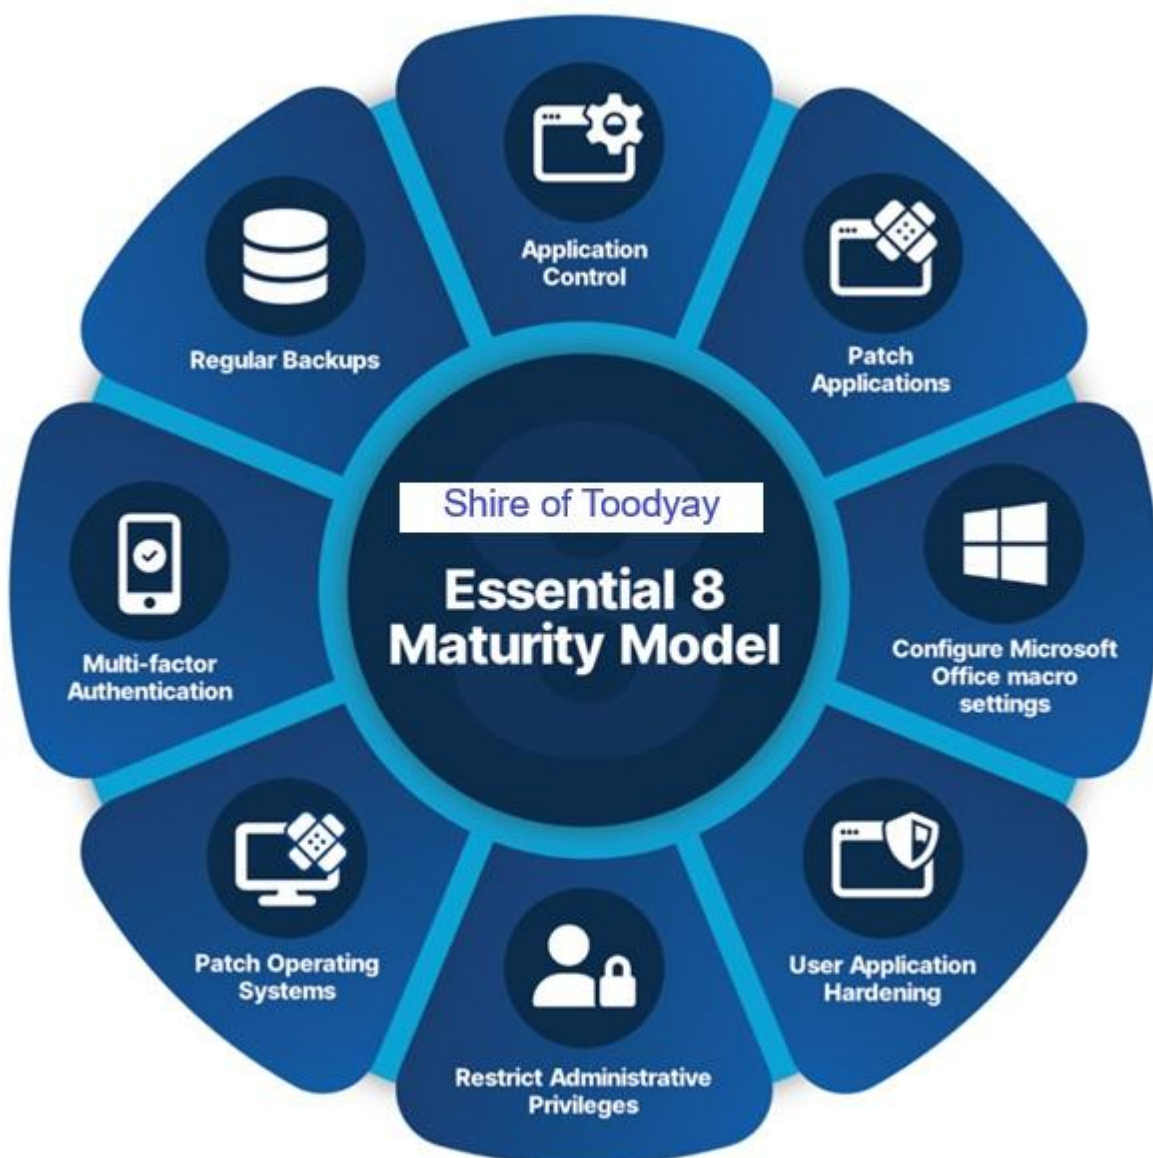 Shire of Toodyay
Essential 8
Maturity Model
Application
Control
Patch
Applications
Configure Microsoft
Office macro
settings
User Application
Hardening
Restrict Administrative
Privileges
Patch Operating
Systems
Multi-factor
Authentication
Regular Backups